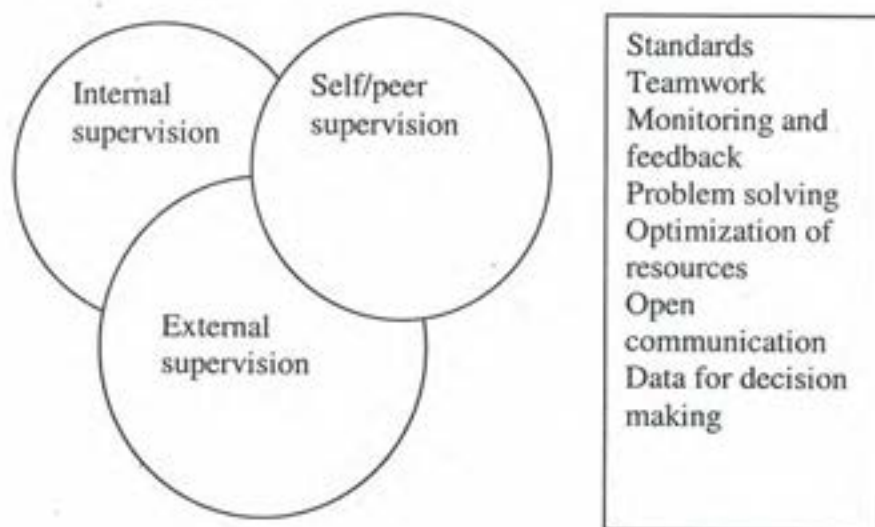 Internal
supervision
Self/peer
supervision
External
supervision
Standards
Teamwork
Monitoring and
feedback
Problem solving
Optimization of
resources
Open
communication
Data for decision
making